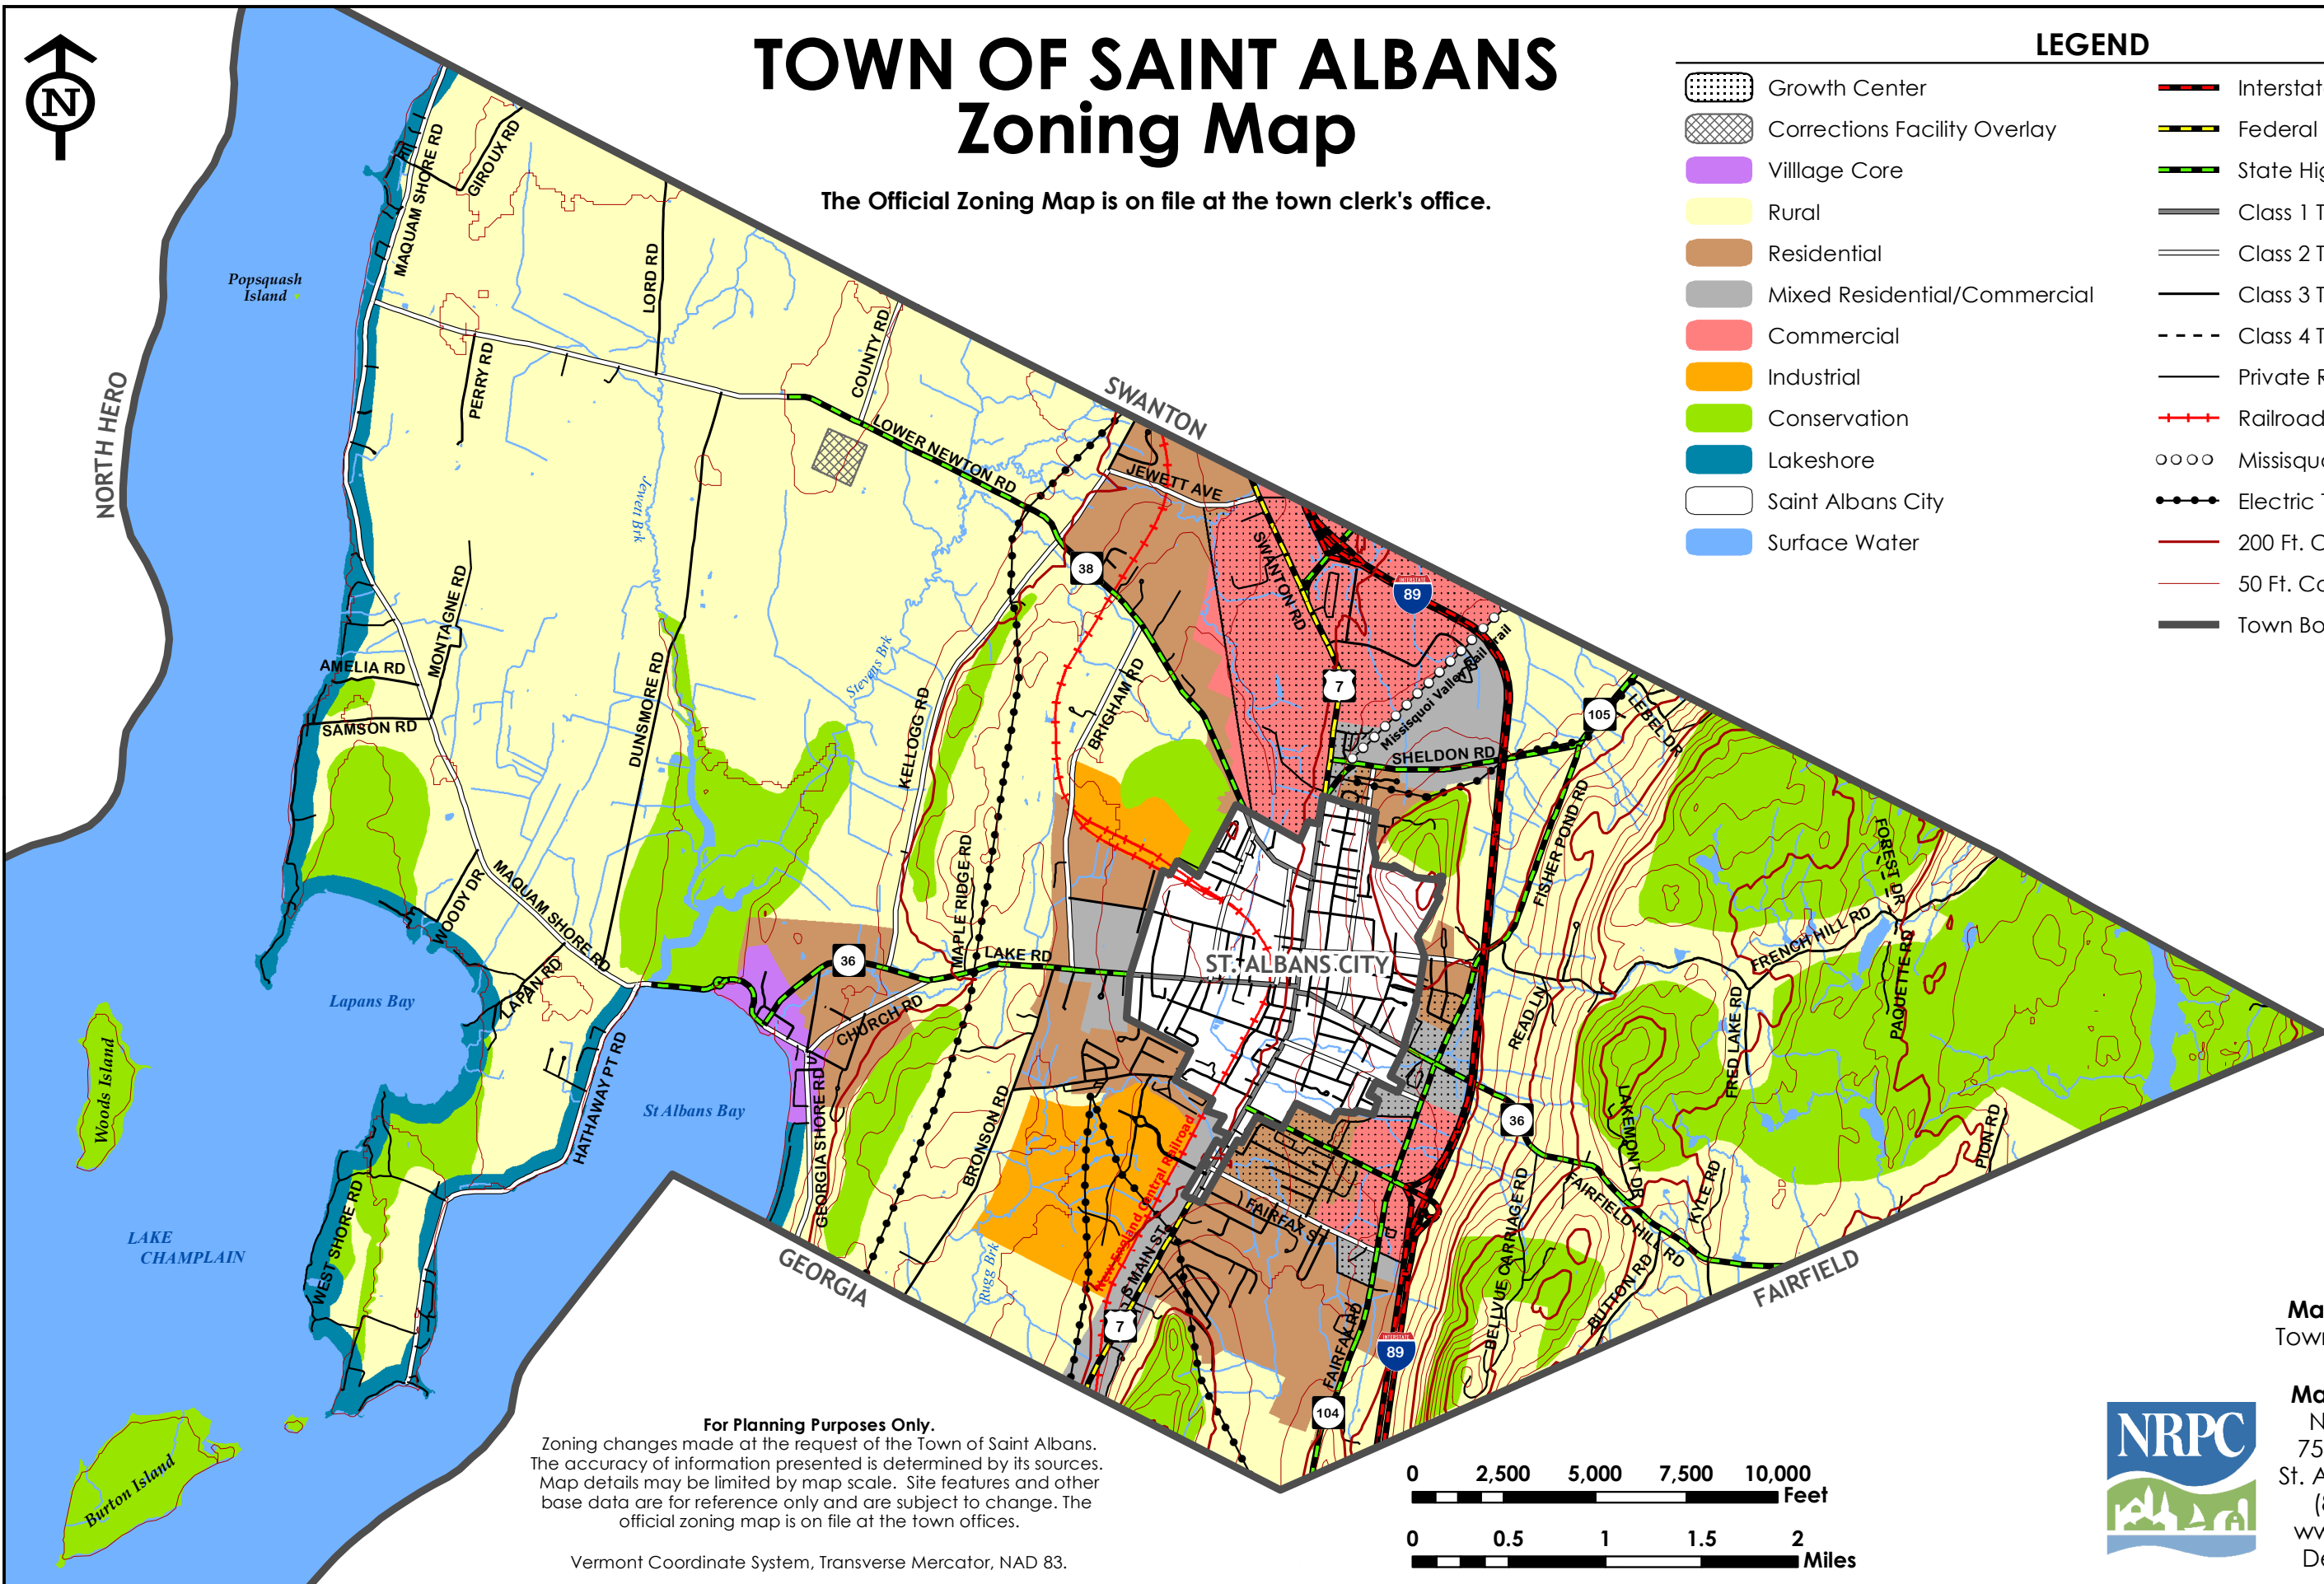 TOWN OF SAINT ALBANS
Zoning Map
The Official Zoning Map is on file at the town clerk's office.
N
LEGEND
Growth Center
Corrections Facility Overlay
Villlage Core
Rural
Residential
Mixed Residential/Commercial
Commercial
Industrial
Conservation
Lakeshore
Saint Albans City
Surface Water
Interstat
Federal
State Hig
Class 1 T
Class 2 T
Class 3 T
Class 4 T
Private R
Railroad
Missisquo
Electric T
200 Ft. C
50 Ft. Co
Town Bo
NORTH HERO
SWANTON
GEORGIA
FAIRFIELD
Popsquash
Island
MAQUAM SHORE RD
GIROUX RD
LORD RD
PERRY RD
COUNTY RD
LOWER NEWTON RD
JEWETT AVE
Jewett Brk
38
SWANTON RD
89
7
Missisquoi Valley Rail Trail
105
LEBEL DR
SHELDON RD
MONTAGNE RD
AMELIA RD
SAMSON RD
DUNSMORE RD
Stevens Brk
KELLOGG RD
BRIGHAM RD
FISHER POND RD
FOREST DR
MAPLE RIDGE RD
WOODY DR
MAQUAM SHORE RD
LAPAN RD
36
LAKE RD
ST. ALBANS CITY
FRENCH HILL RD
PAQUETTE RD
FRED LAKE RD
READ LN
Lapans Bay
CHURCH RD
Woods Island
HATHAWAY PT RD
St Albans Bay
GEORGIA SHORE RD
BRONSON RD
36
LAKEMONT DR
PION RD
KYLE RD
FAIRFIELD HILL RD
BELLVUE CARRIAGE RD
BUTTON RD
New England Central Railroad
FAIRFAX ST
S MAIN ST
Rugg Brk
WEST SHORE RD
LAKE
CHAMPLAIN
7
FAIRFAX RD
INTERSTATE
89
104
Burton Island
For Planning Purposes Only.
Zoning changes made at the request of the Town of Saint Albans.
The accuracy of information presented is determined by its sources.
Map details may be limited by map scale. Site features and other
base data are for reference only and are subject to change. The
official zoning map is on file at the town offices.
Vermont Coordinate System, Transverse Mercator, NAD 83.
0 2,500 5,000 7,500 10,000
Feet
0 0.5 1 1.5 2
Miles
NRPC
Ma
Town
Ma
N
75
St. A
(
ww
De